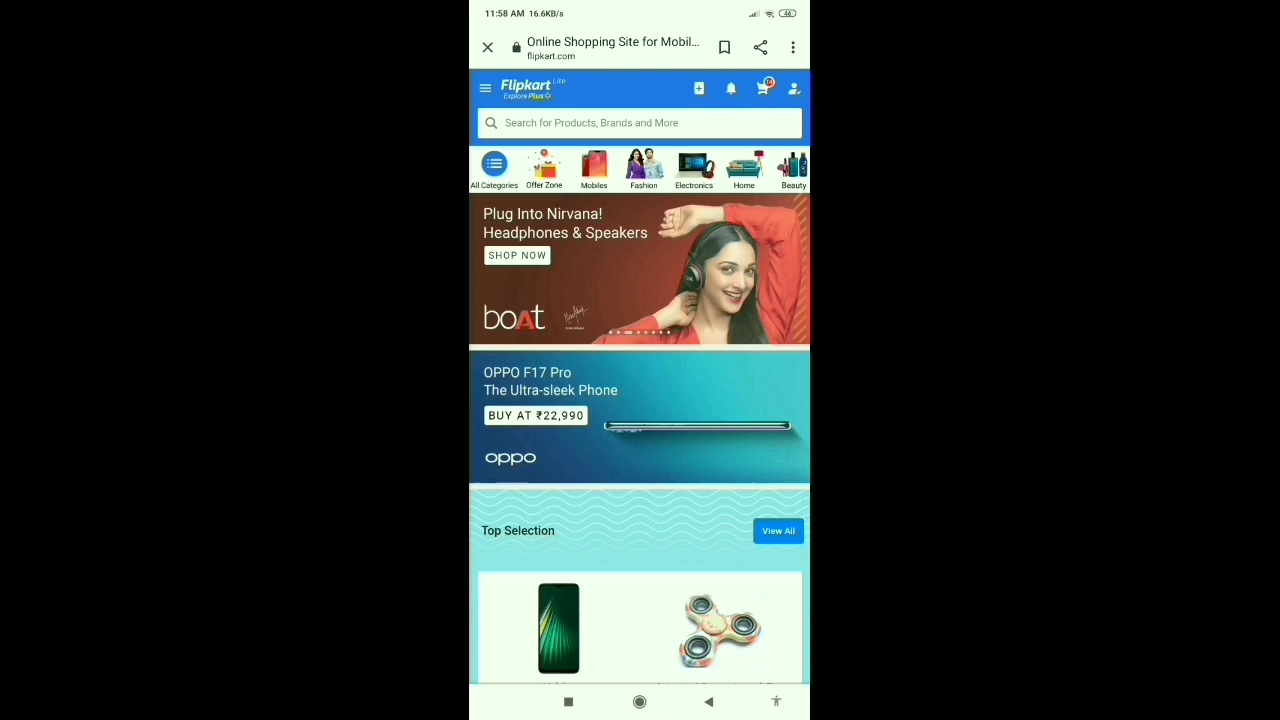 11:58 AM 16.6KB/s
46
Online Shopping Site for Mobil...
flipkart.com
Flipkart Lite
Explore Plus
14
Search for Products, Brands and More
All Categories Offer Zone Mobiles Fashion Electronics Home Beauty
Plug Into Nirvana!
Headphones & Speakers
SHOP NOW
boAt
OPPO F17 Pro
The Ultra-sleek Phone
BUY AT ₹22,990
oppo
Top Selection
View All